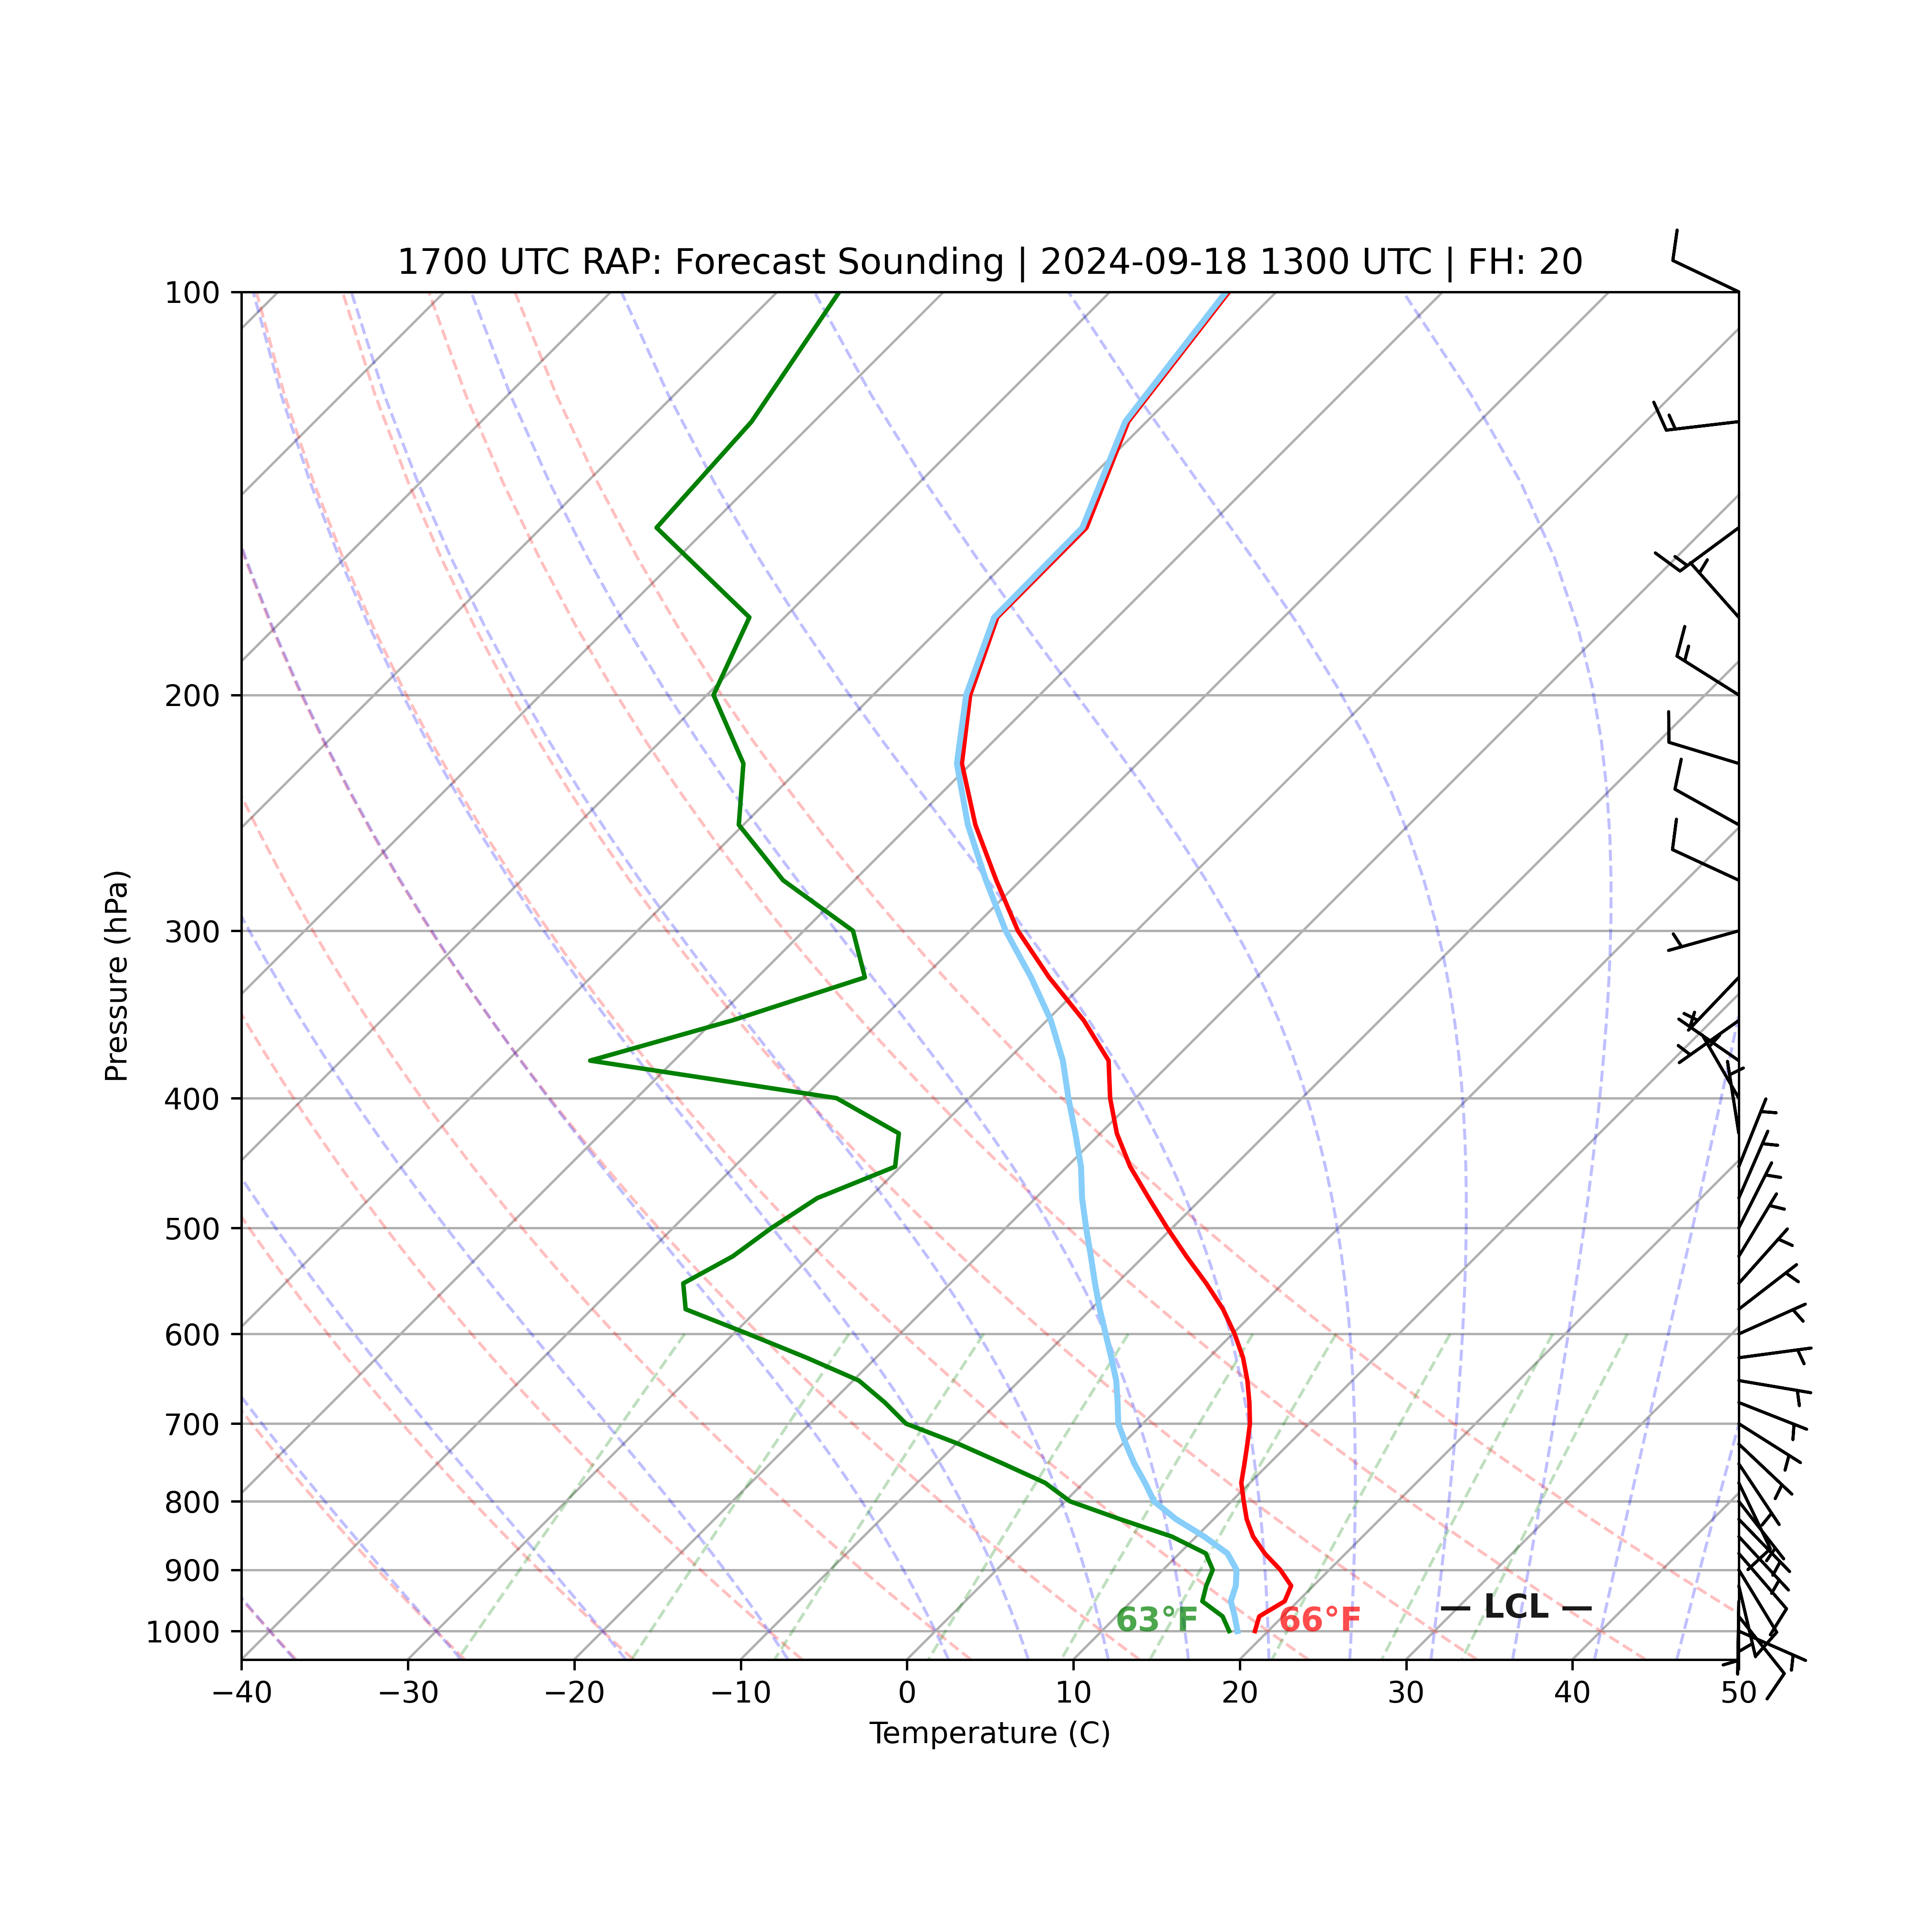 1700 UTC RAP: Forecast Sounding | 2024-09-18 1300 UTC | FH: 20
100
200
300
400
500
600
700
800
900
1000
Pressure (hPa)
63°F
66°F
— LCL —
−40 −30 −20 −10 0 10 20 30 40 50
Temperature (C)